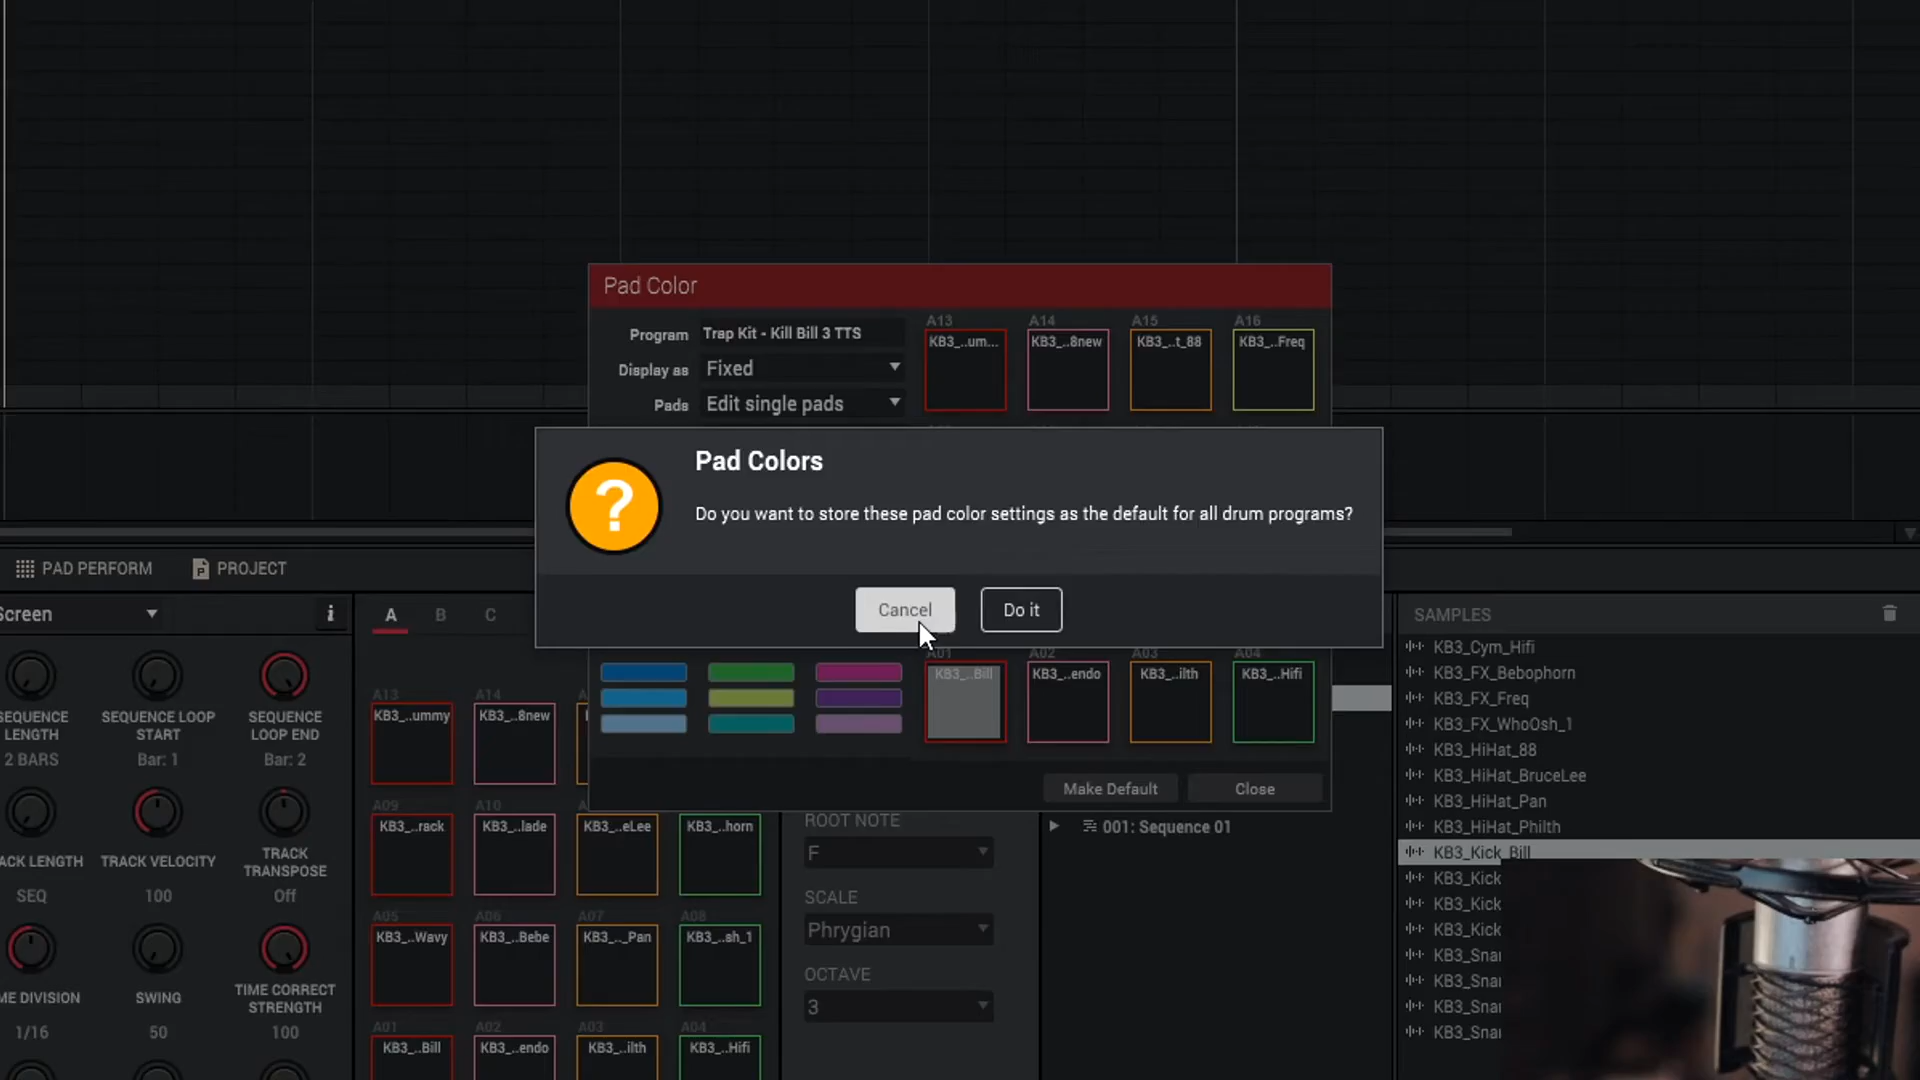 Pad Color
Program Trap Kit - Kill Bill 3 TTS
Display as Fixed
Pads Edit single pads
A13 A14 A15 A16
KB3_..um... KB3_..8new KB3_..t_88 KB3_..Freq
Pad Colors
?
Do you want to store these pad color settings as the default for all drum programs?
Cancel Do it
A01 A02 A03 A04
KB3_..Bill KB3_..endo KB3_..ilth KB3_..Hifi
Make Default Close
PAD PERFORM PROJECT
Screen i
A B C
SEQUENCE LENGTH
2 BARS
SEQUENCE LOOP START
Bar: 1
SEQUENCE LOOP END
Bar: 2
TRACK VELOCITY
100
TRACK TRANSPOSE
Off
ACK LENGTH
SEQ
ME DIVISION
1/16
SWING
50
TIME CORRECT STRENGTH
100
A13 A14
KB3_..ummy KB3_..8new
A09 A10
KB3_..rack KB3_..lade KB3_..eLee KB3_..horn
A05 A06 A07 A08
KB3_..Wavy KB3_..Bebe KB3_.._Pan KB3_..sh_1
A01 A02 A03 A04
KB3_..Bill KB3_..endo KB3_..ilth KB3_..Hifi
ROOT NOTE
F
SCALE
Phrygian
OCTAVE
3
001: Sequence 01
SAMPLES
KB3_Cym_Hifi
KB3_FX_Bebophorn
KB3_FX_Freq
KB3_FX_WhoOsh_1
KB3_HiHat_88
KB3_HiHat_BruceLee
KB3_HiHat_Pan
KB3_HiHat_Philth
KB3_Kick_Bill
KB3_Kick
KB3_Kick
KB3_Kick
KB3_Snar
KB3_Snar
KB3_Snar
KB3_Snar